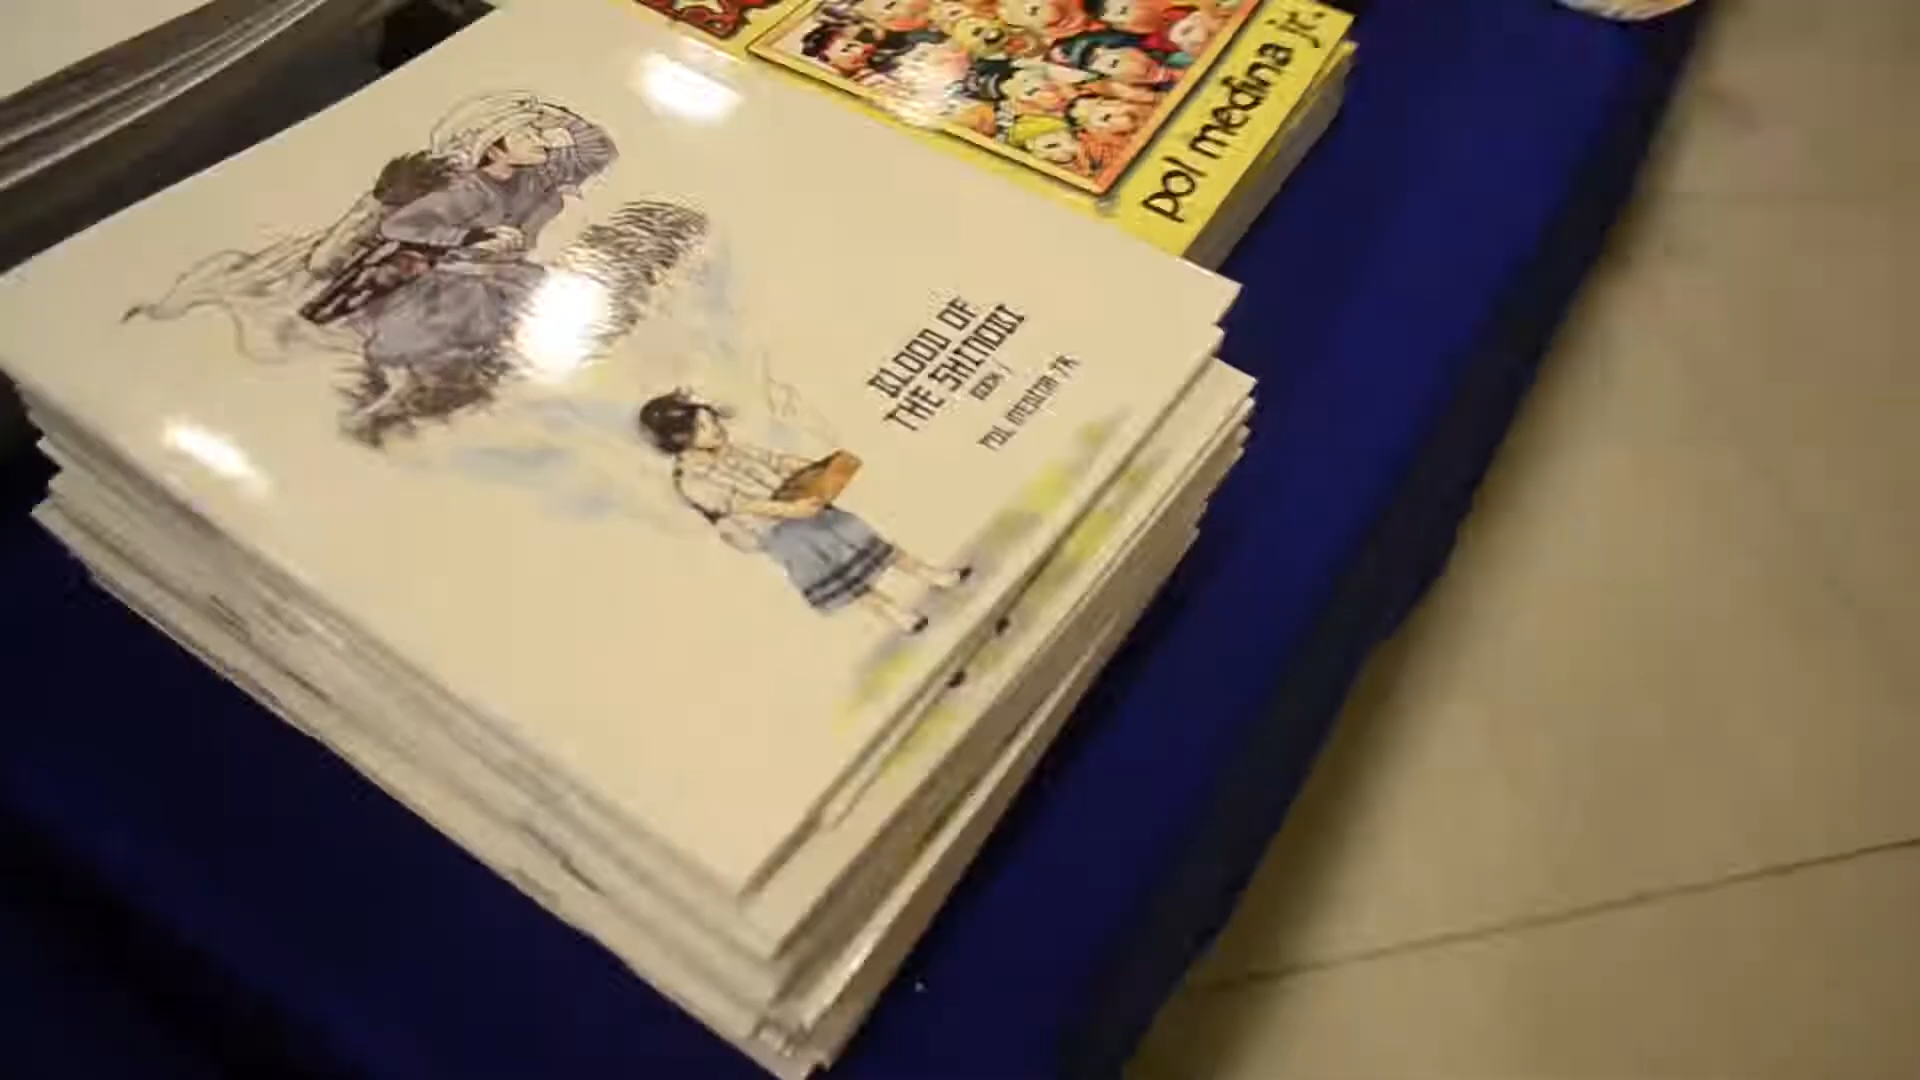 pol medina jr.
BLOOD OF
THE SHINOBI
BOOK 1
POL MEDINA JR